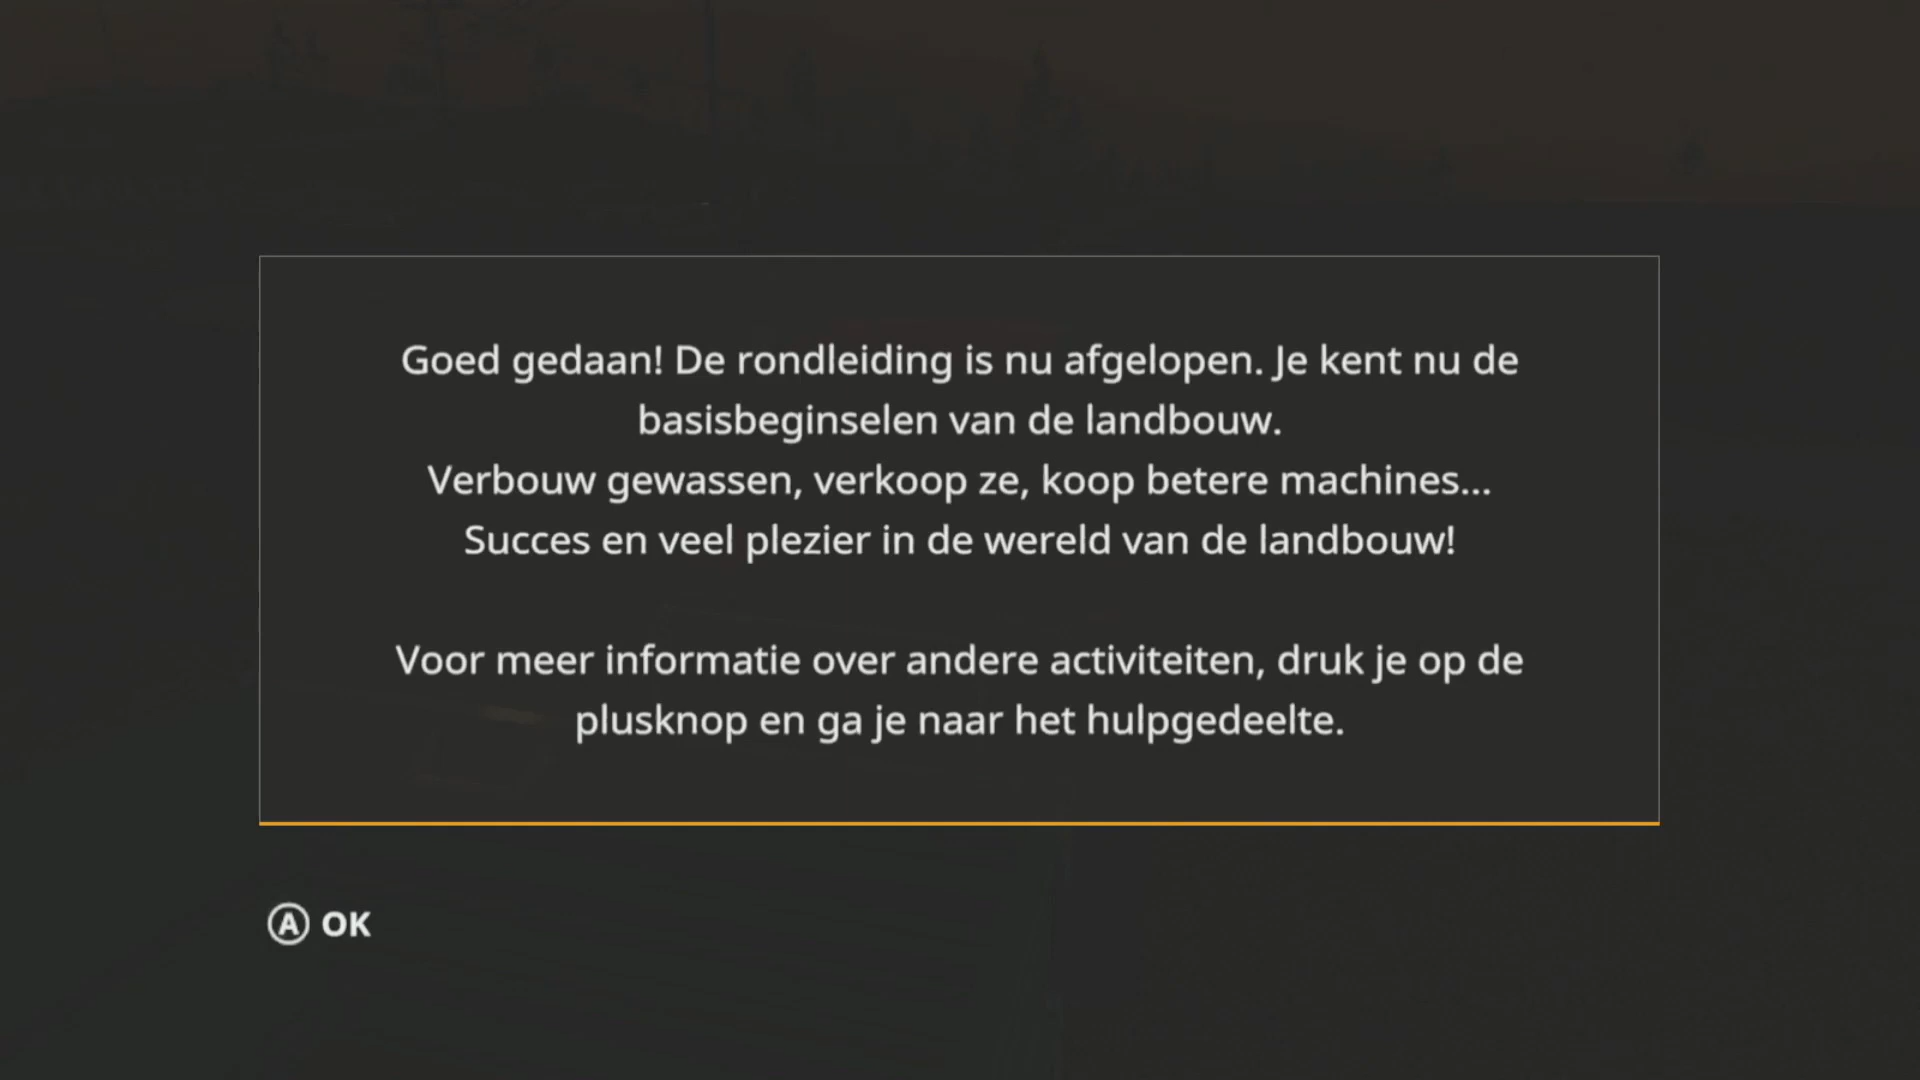 Goed gedaan! De rondleiding is nu afgelopen. Je kent nu de
basisbeginselen van de landbouw.
Verbouw gewassen, verkoop ze, koop betere machines...
Succes en veel plezier in de wereld van de landbouw!
Voor meer informatie over andere activiteiten, druk je op de
plusknop en ga je naar het hulpgedeelte.
A OK